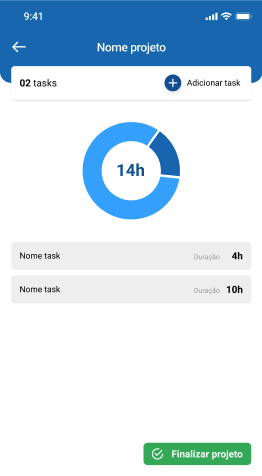 9:41
Nome projeto
02 tasks
Adicionar task
14h
Nome task Duração 4h
Nome task Duração 10h
Finalizar projeto